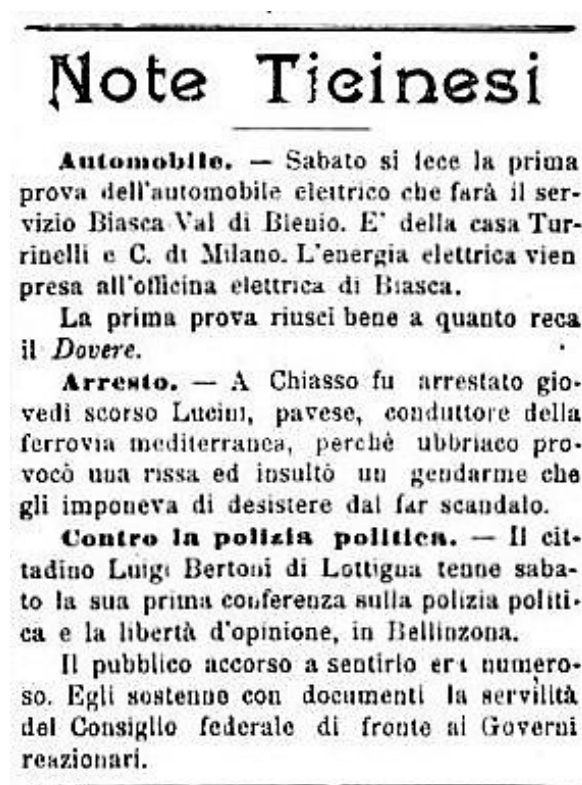 Note Ticinesi
Automobile. — Sabato si fece la prima
prova dell'automobile elettrico che farà il ser-
vizio Biasca Val di Blenio. E' della casa Tur-
rinelli e C. di Milano. L'energia elettrica vien
presa all'officina elettrica di Biasca.
La prima prova riusci bene a quanto reca
il Dovere.
Arresto. — A Chiasso fu arrestato gio-
vedì scorso Lucini, pavese, conduttore della
ferrovia mediterranea, perchè ubbriaco pro-
vocò una rissa ed insultò un gendarme che
gli imponeva di desistere dal far scandalo.
Contro la polizia politica. — Il cit-
tadino Luigi Bertoni di Lottigna tenne saba-
to la sua prima conferenza sulla polizia politi-
ca e la libertà d'opinione, in Bellinzona.
Il pubblico accorso a sentirlo era numero-
so. Egli sostenne con documenti la servilità
del Consiglio federale di fronte ai Governi
reazionari.